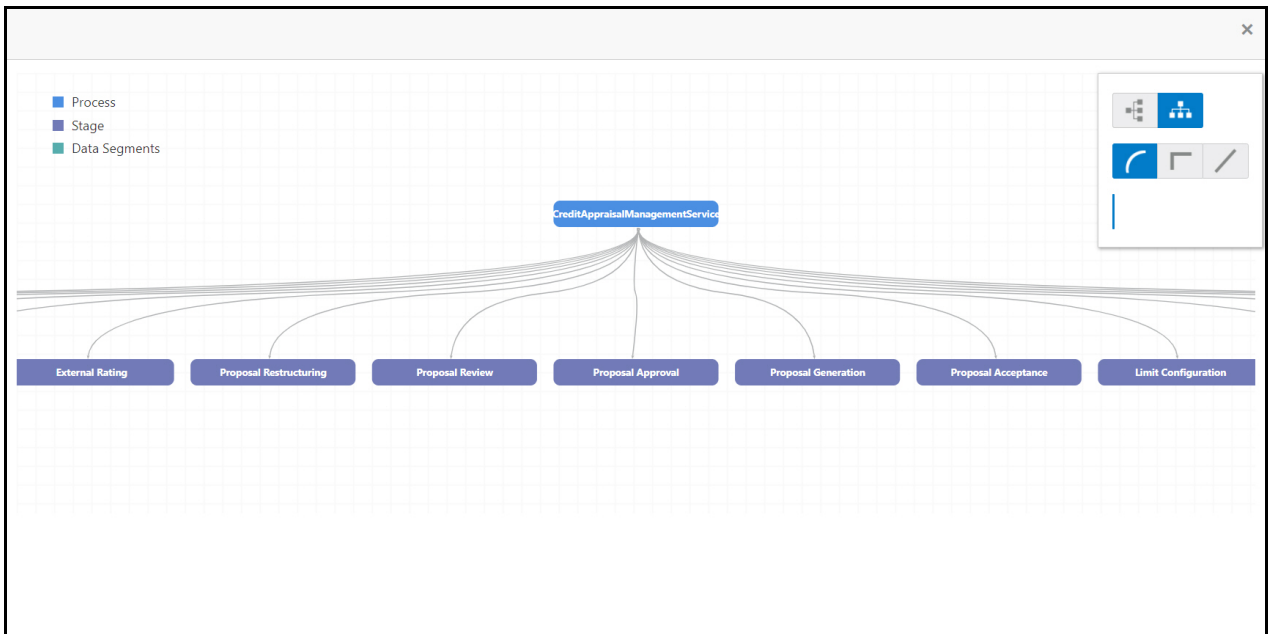 ×
Process
Stage
Data Segments
CreditAppraisalManagementService
External Rating
Proposal Restructuring
Proposal Review
Proposal Approval
Proposal Generation
Proposal Acceptance
Limit Configuration